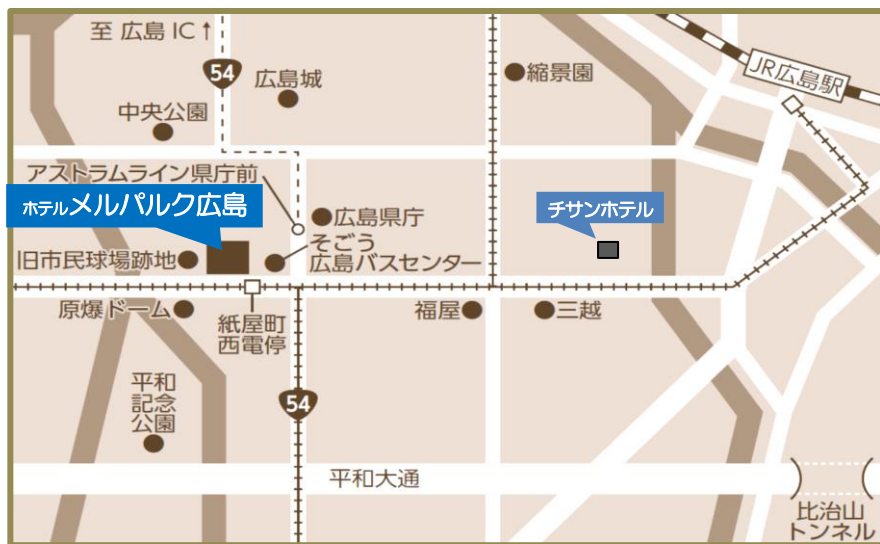 至 広島 IC↑
54
広島城
縮景園
JR広島駅
中央公園
アストラムライン県庁前
ホテルメルパルク広島
広島県庁
チサンホテル
そごう
広島バスセンター
旧市民球場跡地
原爆ドーム
紙屋町
西電停
福屋
三越
平和
記念
公園
54
平和大通
比治山
トンネル